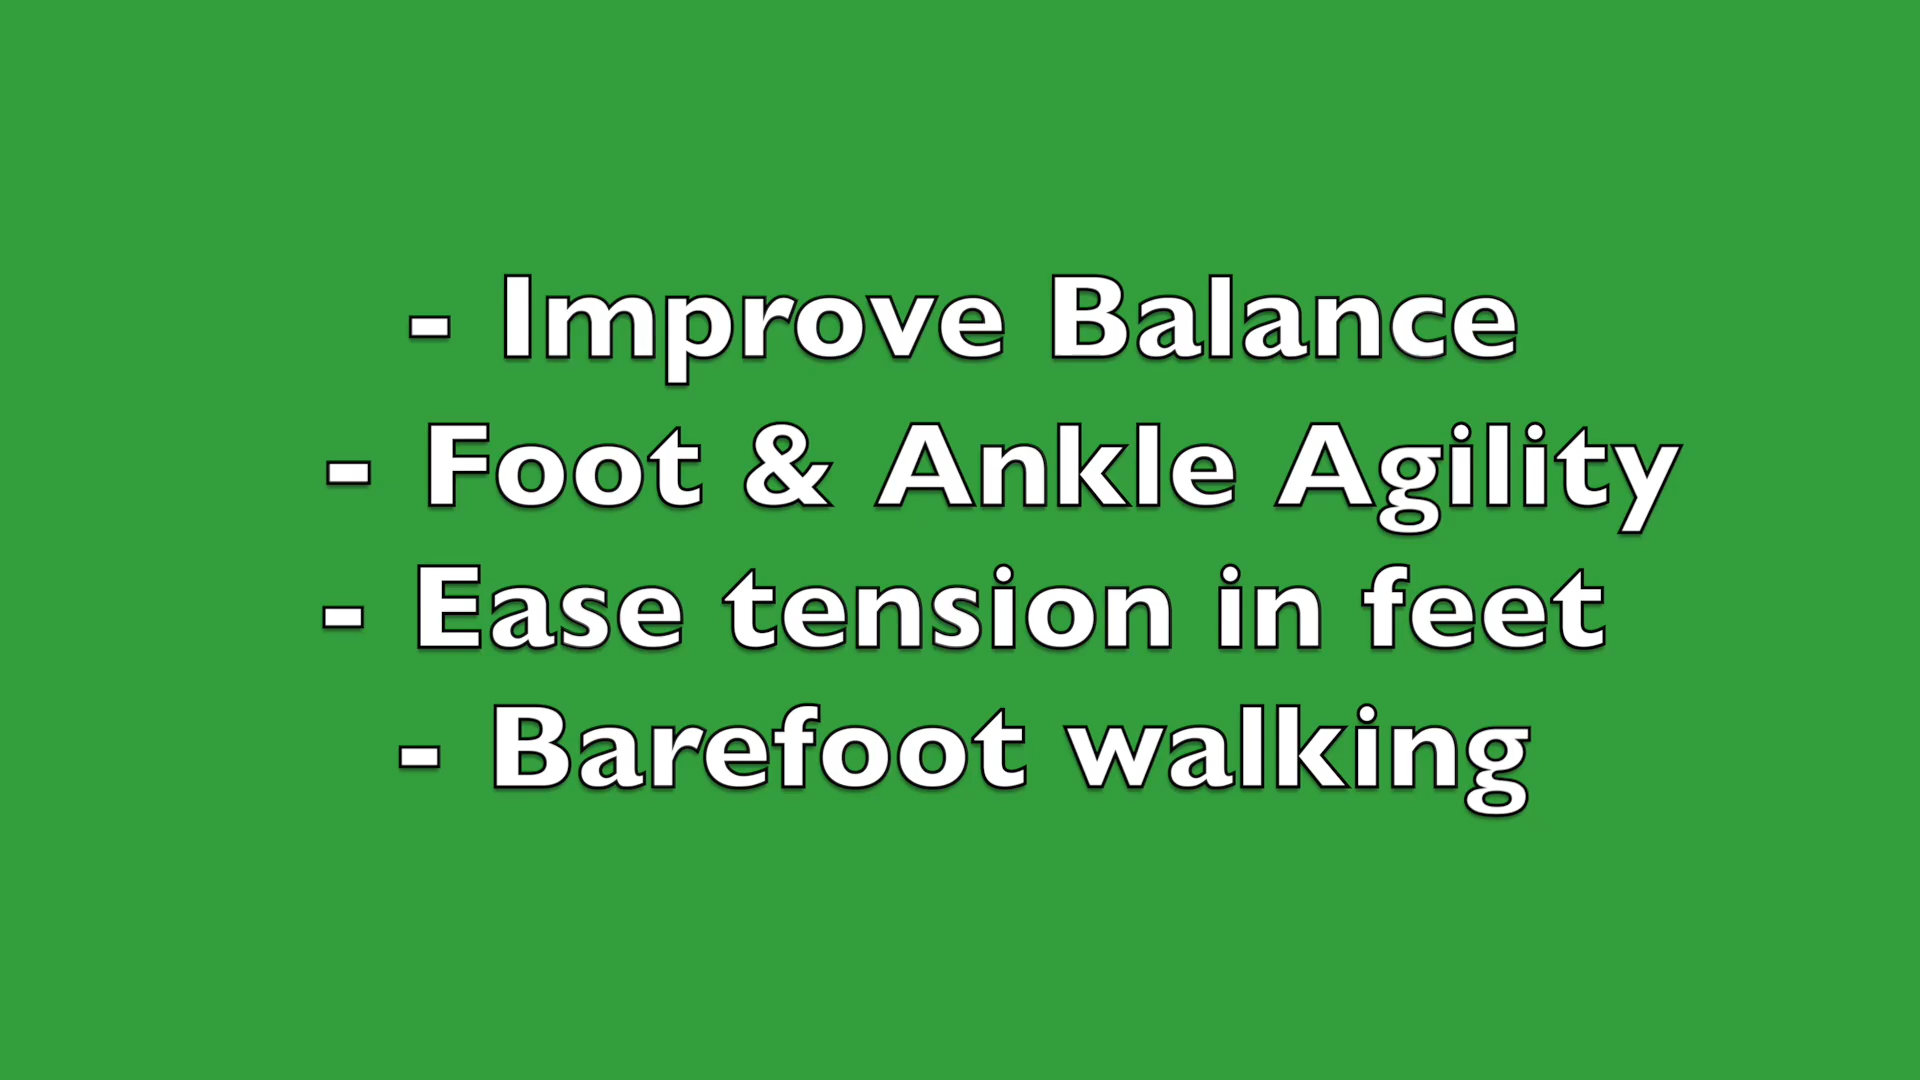 - Improve Balance
- Foot & Ankle Agility
- Ease tension in feet
- Barefoot walking